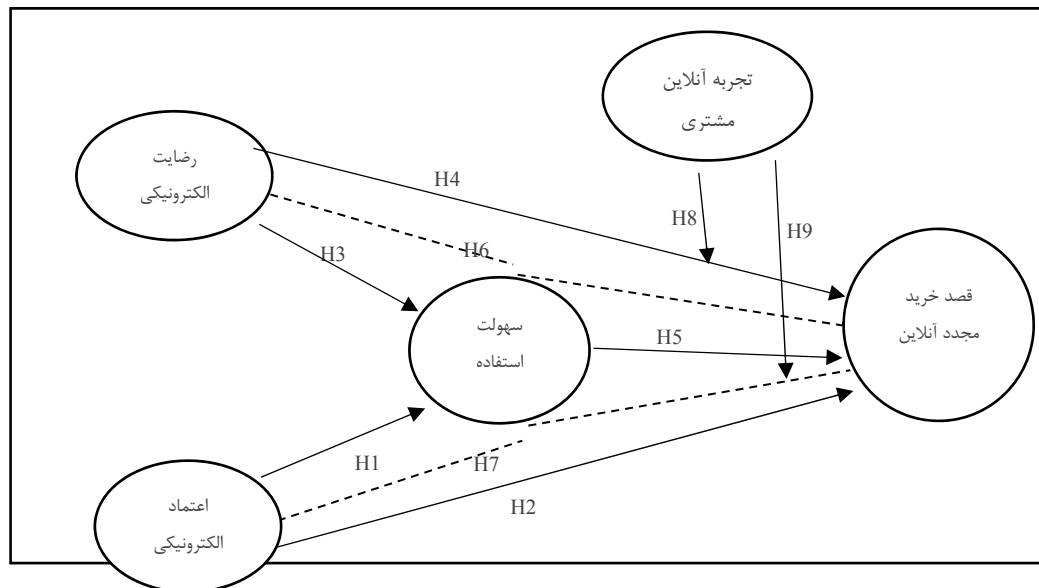 تجربه آنلاین
مشتری
رضایت
الکترونیکی
H4
H8
H9
H3
H6
قصد خرید
مجدد آنلاین
سهولت
استفاده
H5
H1
H7
H2
اعتماد
الکترونیکی